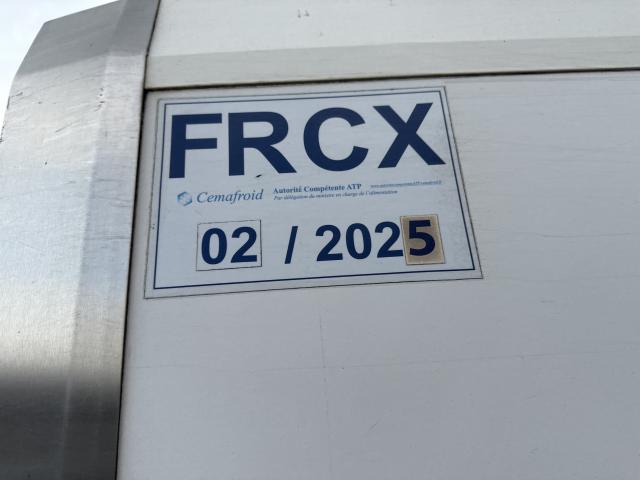 FRCX
Cemafroid Autorité Compétente ATP
Par délégation du ministre en charge de l'alimentation
02 / 2025